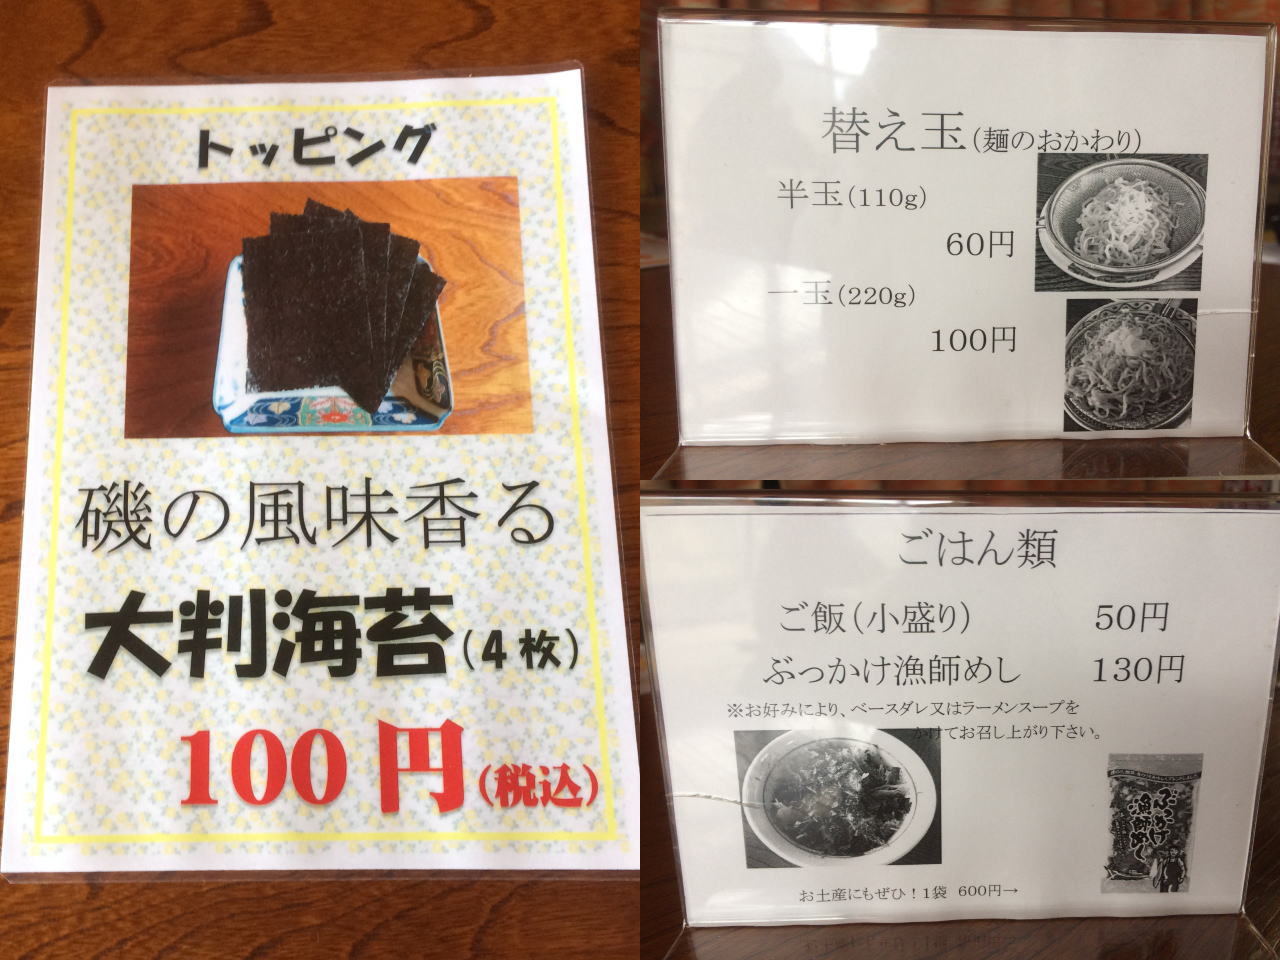 トッピング
磯の風味香る
大判海苔(4枚)
100円(税込)
替え玉(麺のおかわり)
半玉(110g)
60円
一玉(220g)
100円
ごはん類
ご飯(小盛り) 50円
ぶっかけ漁師めし 130円
※お好みにより、ベースダレ又はラーメンスープを
かけてお召し上がり下さい。
ぶっかけ
漁師めし
お土産にもぜひ!1袋 600円→